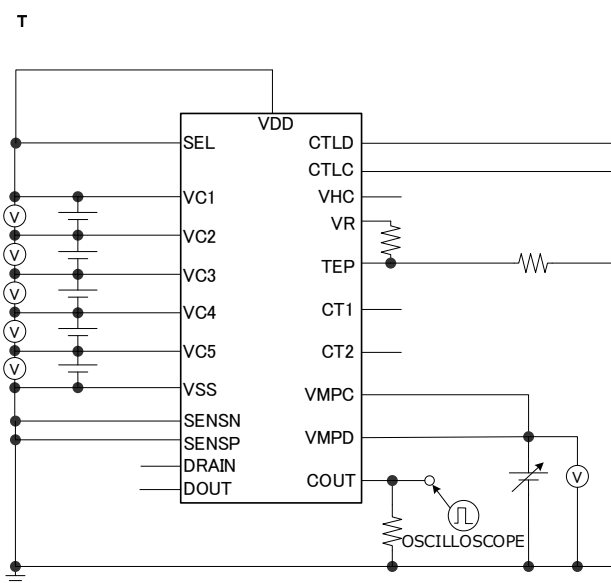 T
VDD
SEL
CTLD
CTLC
VC1
VHC
VR
V
VC2
V
VC3
TEP
V
VC4
CT1
V
VC5
CT2
V
VSS
VMPC
SENSN
SENSP
VMPD
DRAIN
V
DOUT
COUT
OSCILLOSCOPE